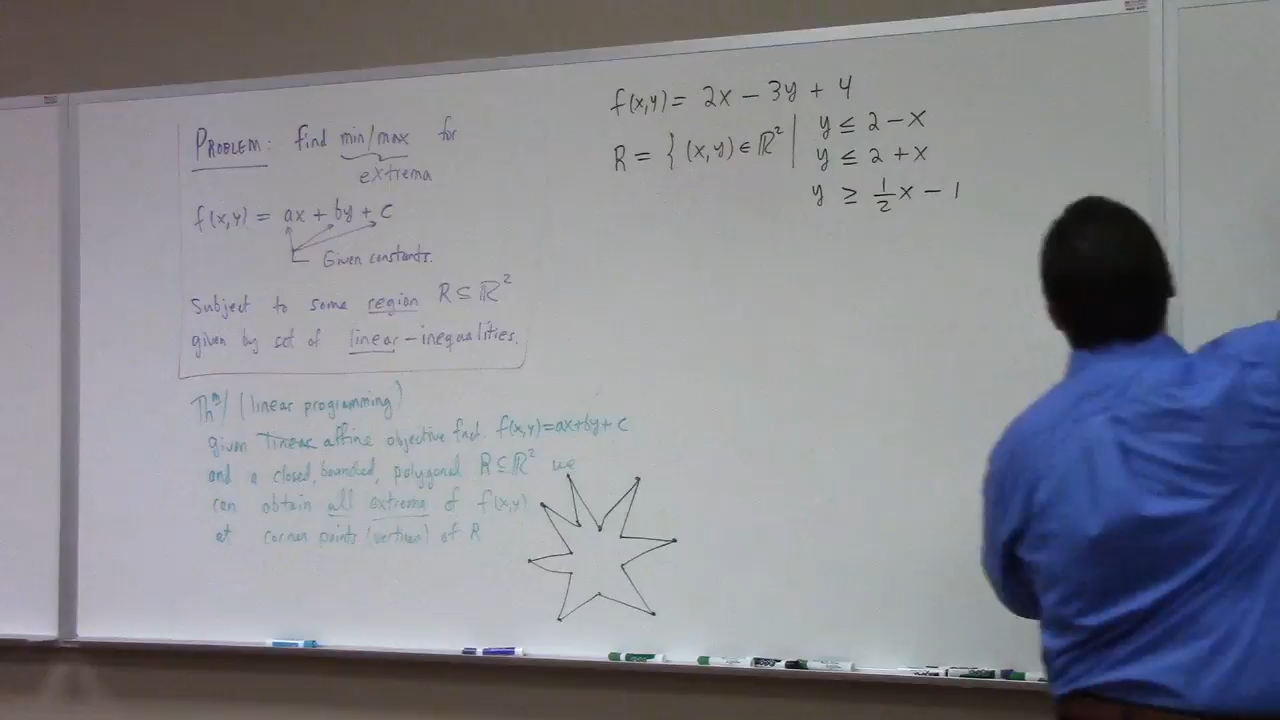 PROBLEM: find min/max for
extrema
f(x,y) = ax + by + c
Given constants.
Subject to some region R ⊆ ℝ²
given by set of linear-inequalities.
Thᵐ/ (linear programming)
given linear affine objective fnct. f(x,y)=ax+by+c
and a closed, bounded, polygonal R⊆ℝ² we
can obtain all extrema of f(x,y)
at corner points (vertices) of R
f(x,y) = 2x - 3y + 4
R = { (x,y) ∈ ℝ² | y ≤ 2 - x
y ≤ 2 + x
y ≥ 1/2 x - 1